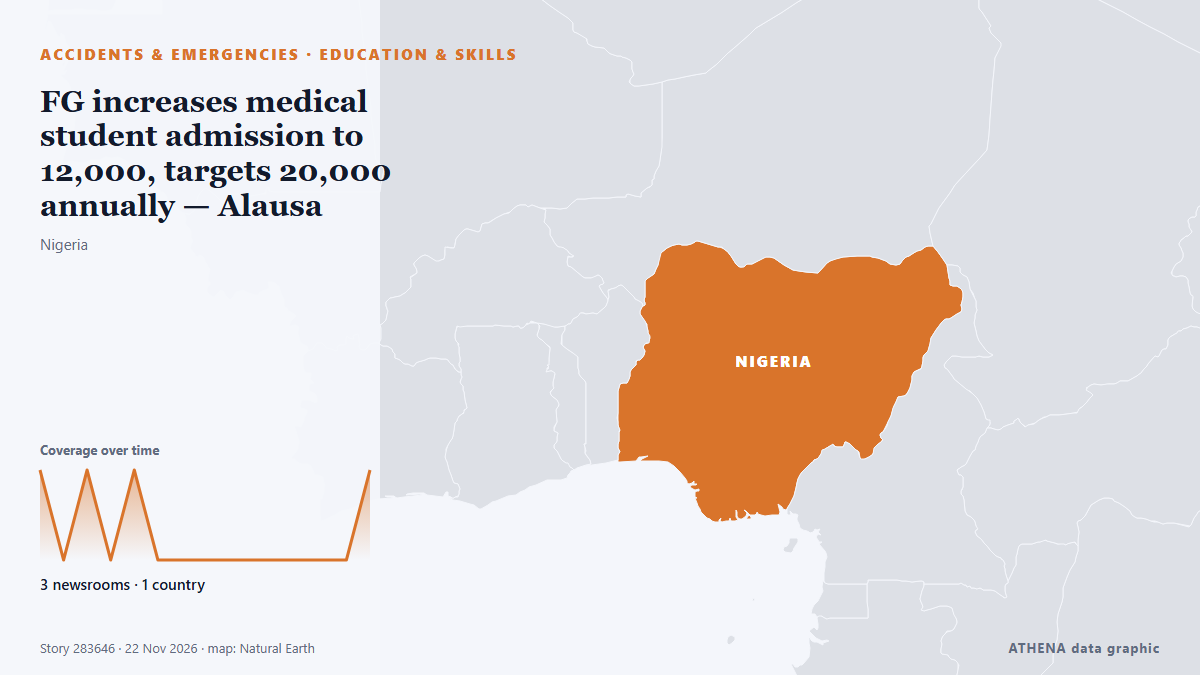 ACCIDENTS & EMERGENCIES · EDUCATION & SKILLS
FG increases medical
student admission to
12,000, targets 20,000
annually — Alausa
Nigeria
NIGERIA
Coverage over time
3 newsrooms · 1 country
Story 283646 · 22 Nov 2026 · map: Natural Earth
ATHENA data graphic